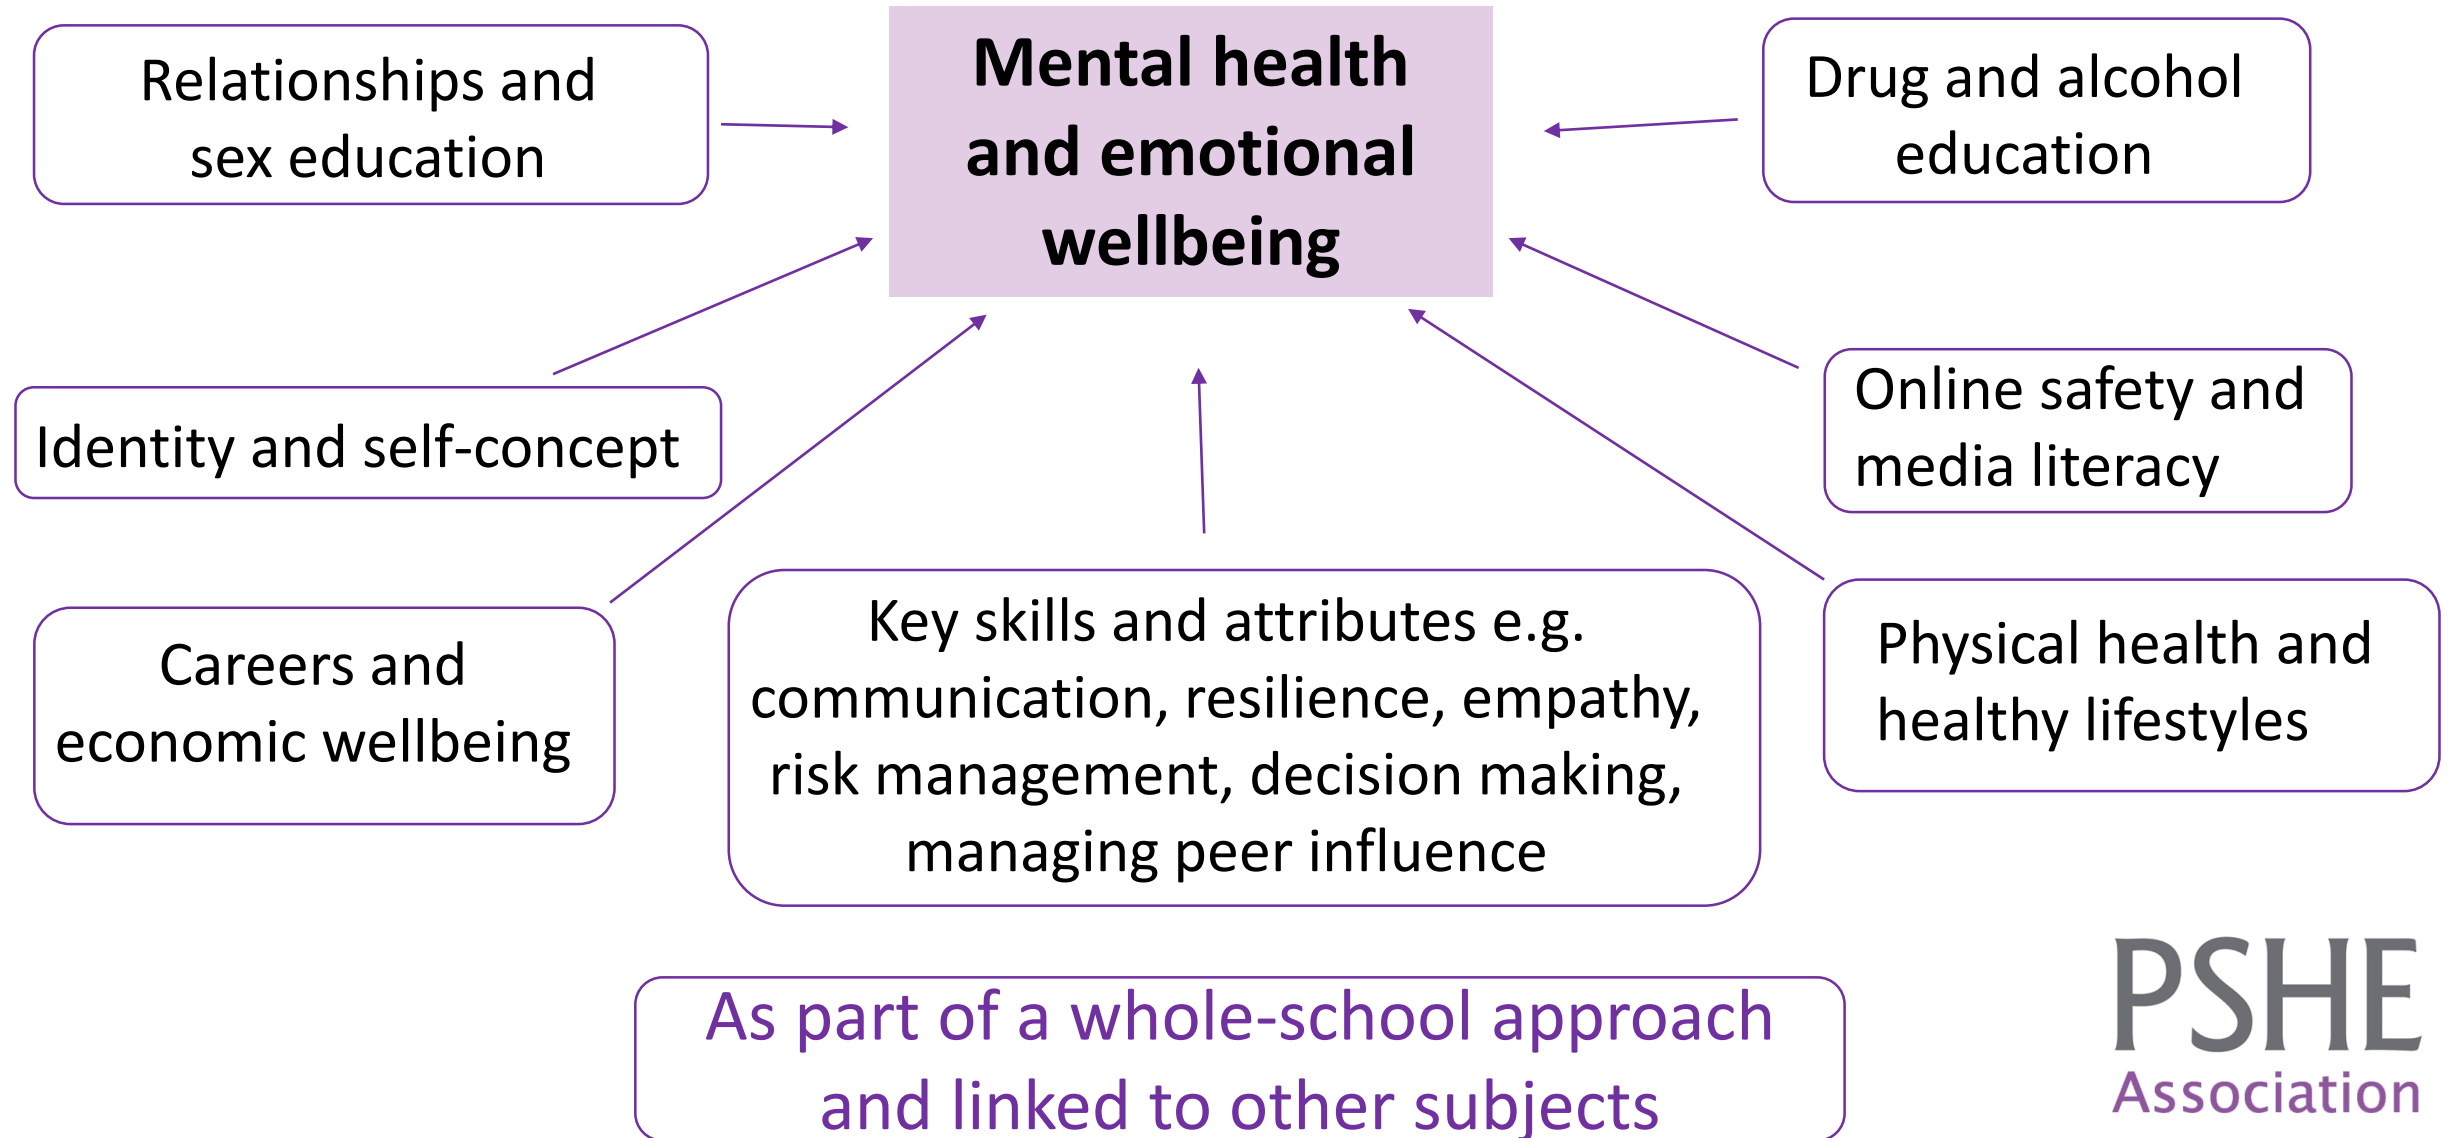 Relationships and
sex education
Mental health
and emotional
wellbeing
Drug and alcohol
education
Identity and self-concept
Online safety and
media literacy
Careers and
economic wellbeing
Key skills and attributes e.g.
communication, resilience, empathy,
risk management, decision making,
managing peer influence
Physical health and
healthy lifestyles
As part of a whole-school approach
and linked to other subjects
PSHE
Association